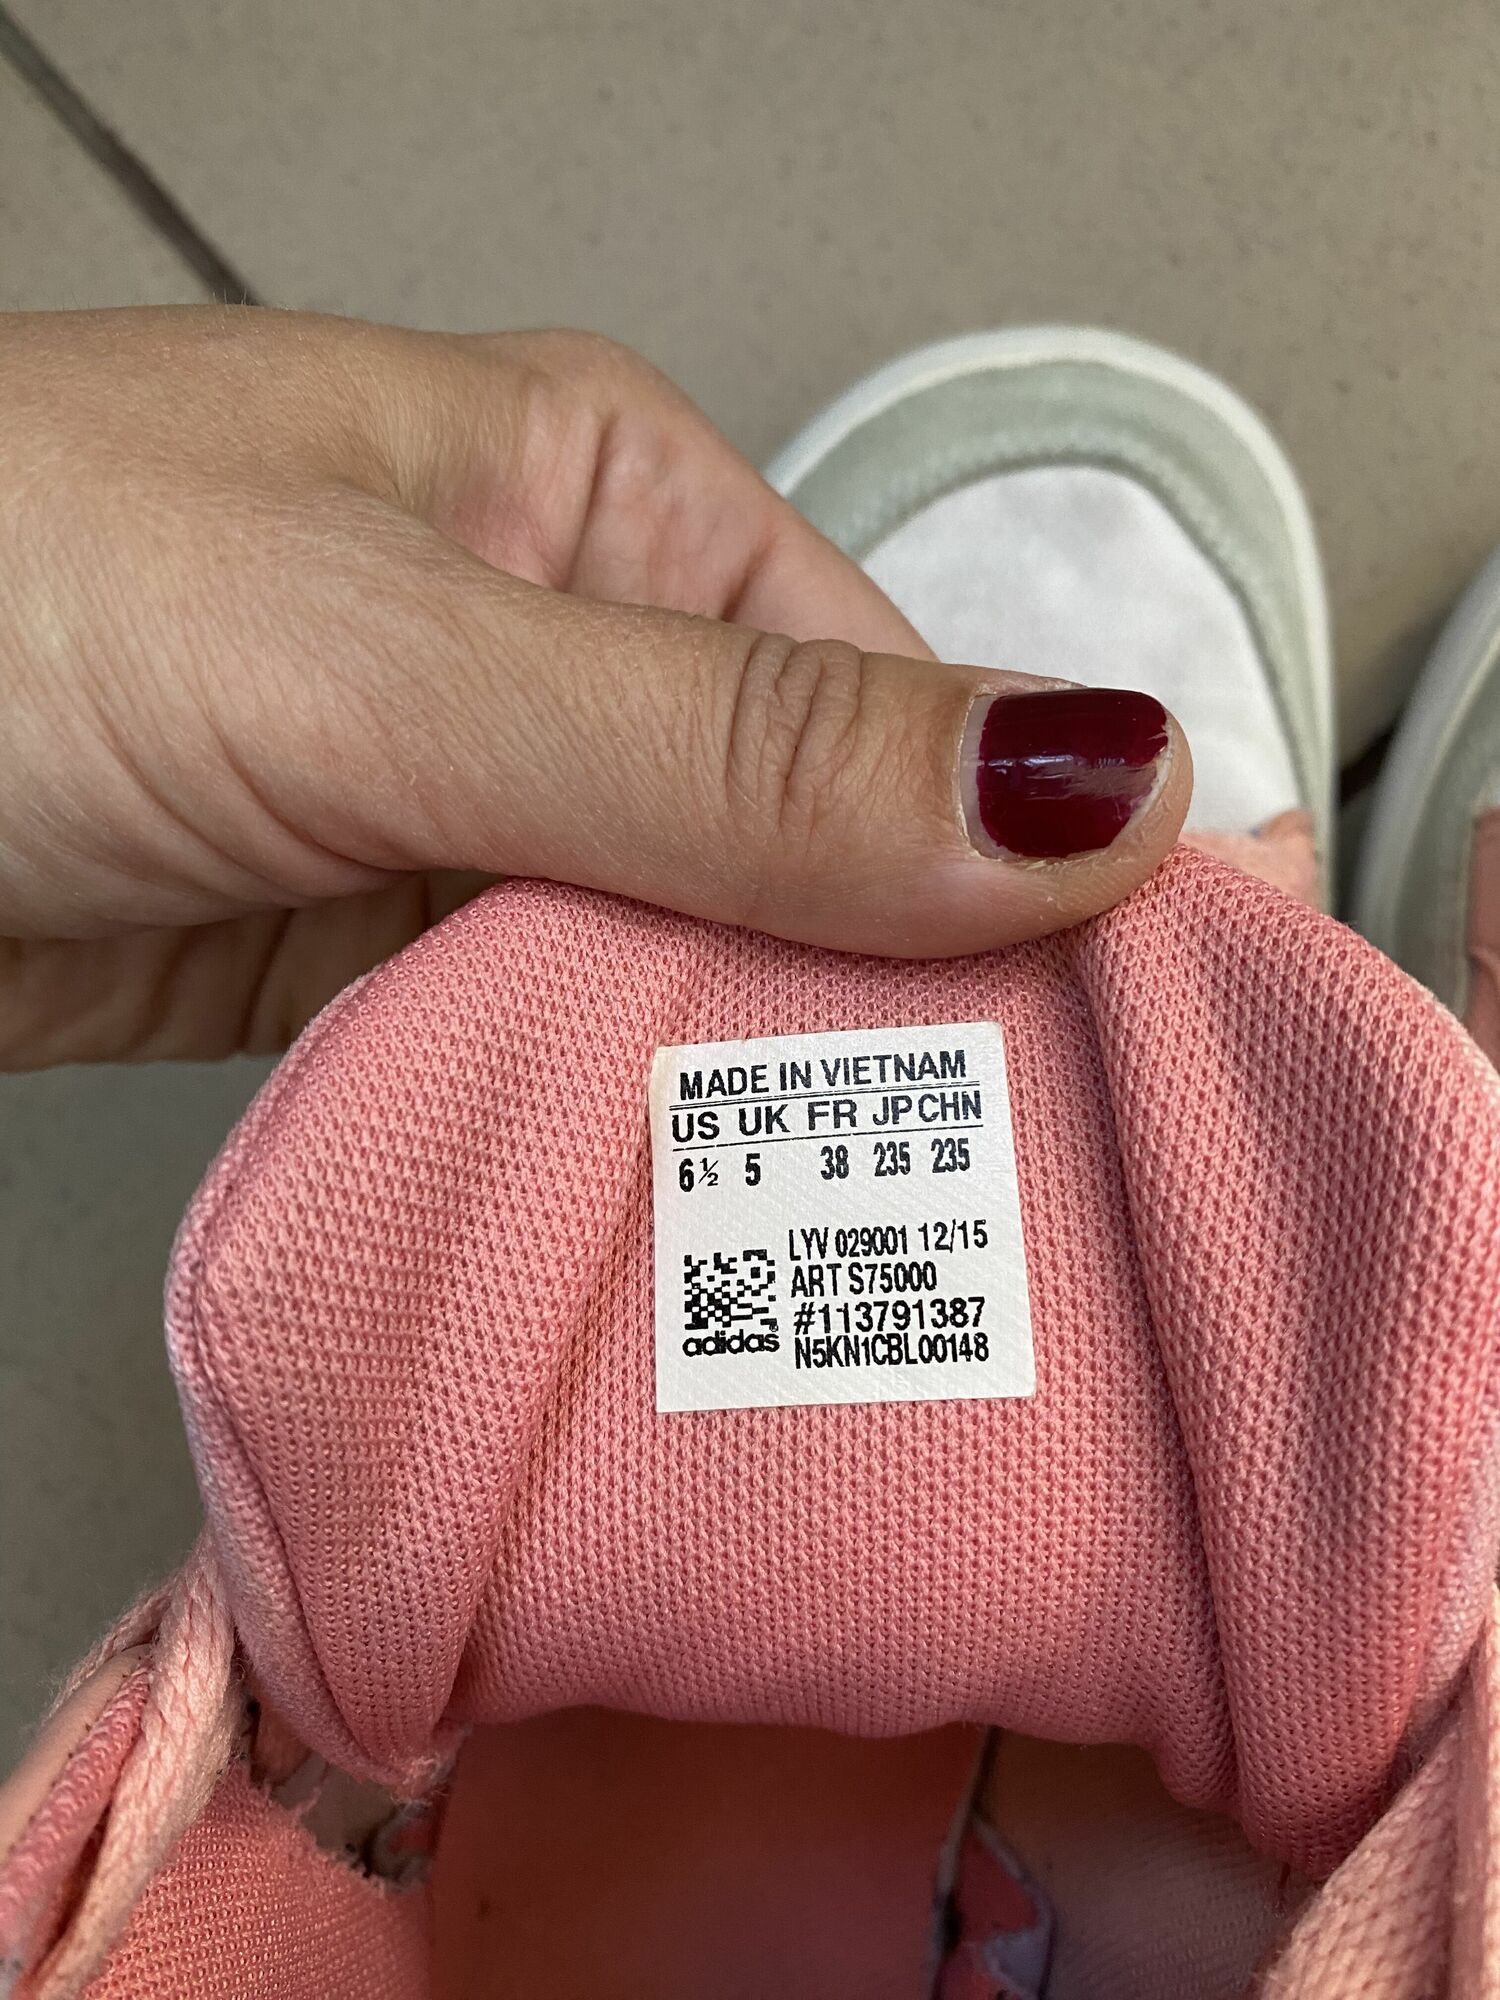 MADE IN VIETNAM
US UK FR JP CHN
6½ 5 38 235 235
LYV 029001 12/15
ART S75000
#113791387
adidas® N5KN1CBL00148